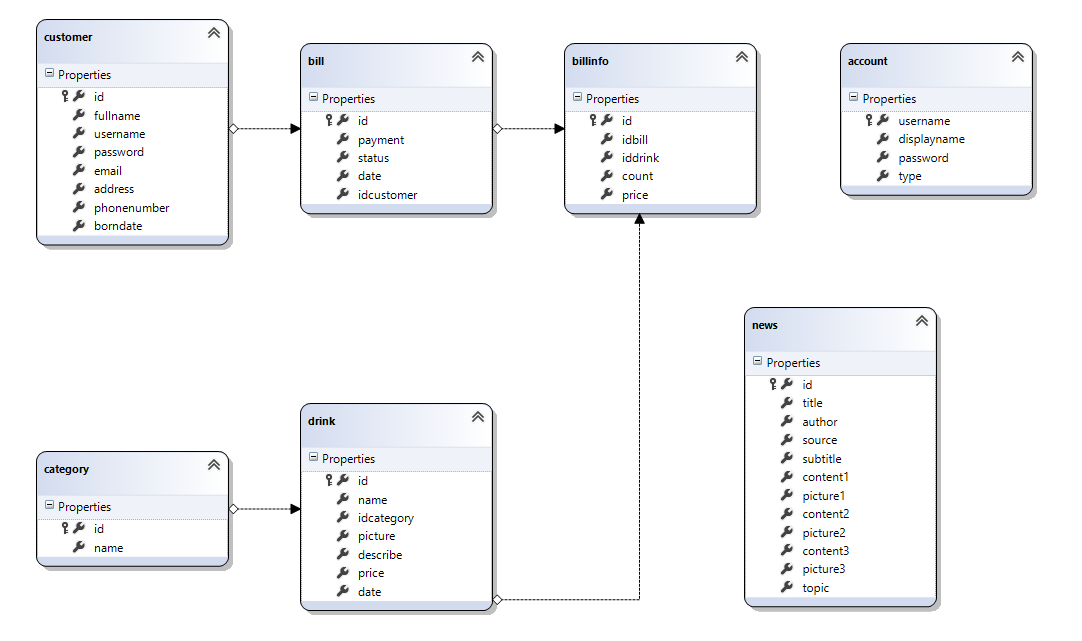 customer
Properties
id
fullname
username
password
email
address
phonenumber
borndate
bill
Properties
id
payment
status
date
idcustomer
billinfo
Properties
id
idbill
iddrink
count
price
account
Properties
username
displayname
password
type
category
Properties
id
name
drink
Properties
id
name
idcategory
picture
describe
price
date
news
Properties
id
title
author
source
subtitle
content1
picture1
content2
picture2
content3
picture3
topic